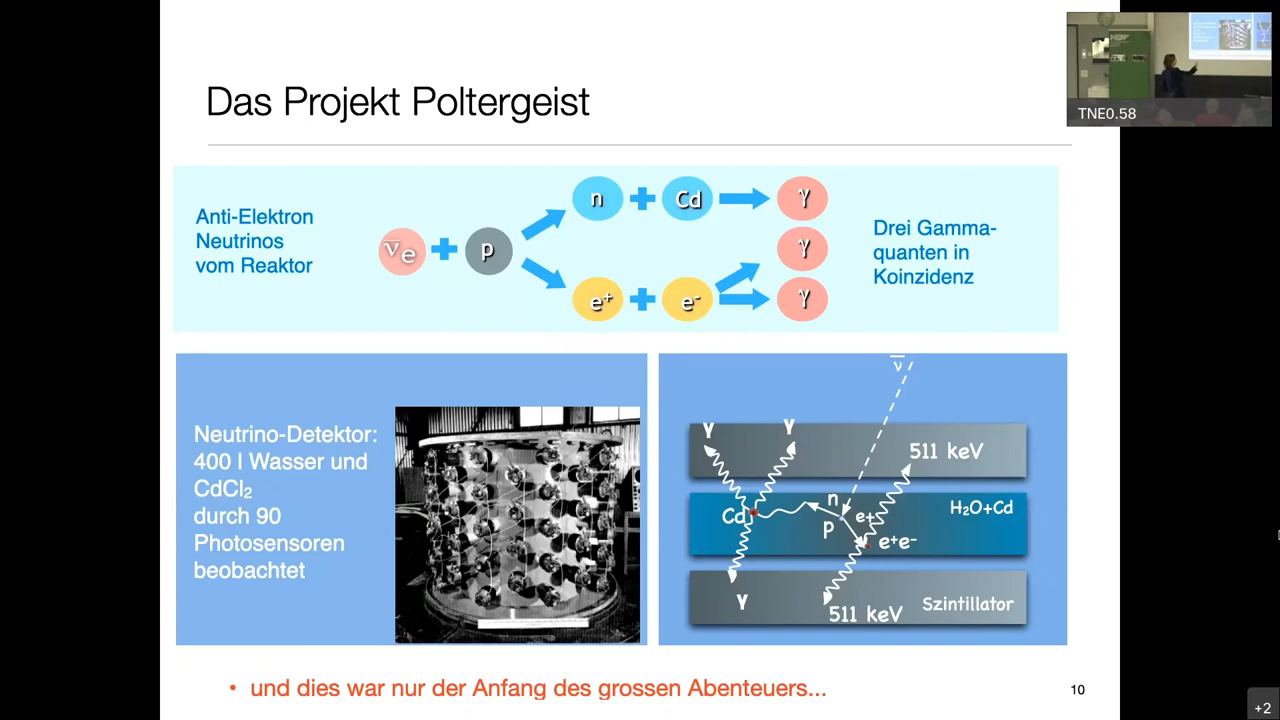 TNE0.58
Das Projekt Poltergeist
Anti-Elektron
Neutrinos
vom Reaktor
ν̅e + p
n + Cd
γ
γ
e+ + e-
γ
Drei Gamma-
quanten in
Koinzidenz
Neutrino-Detektor:
400 l Wasser und
CdCl₂
durch 90
Photosensoren
beobachtet
ν̅
γ
γ
511 keV
Cd
n
p
e+
H₂O+Cd
e⁺e⁻
γ
511 keV
Szintillator
• und dies war nur der Anfang des grossen Abenteuers...
10
+2